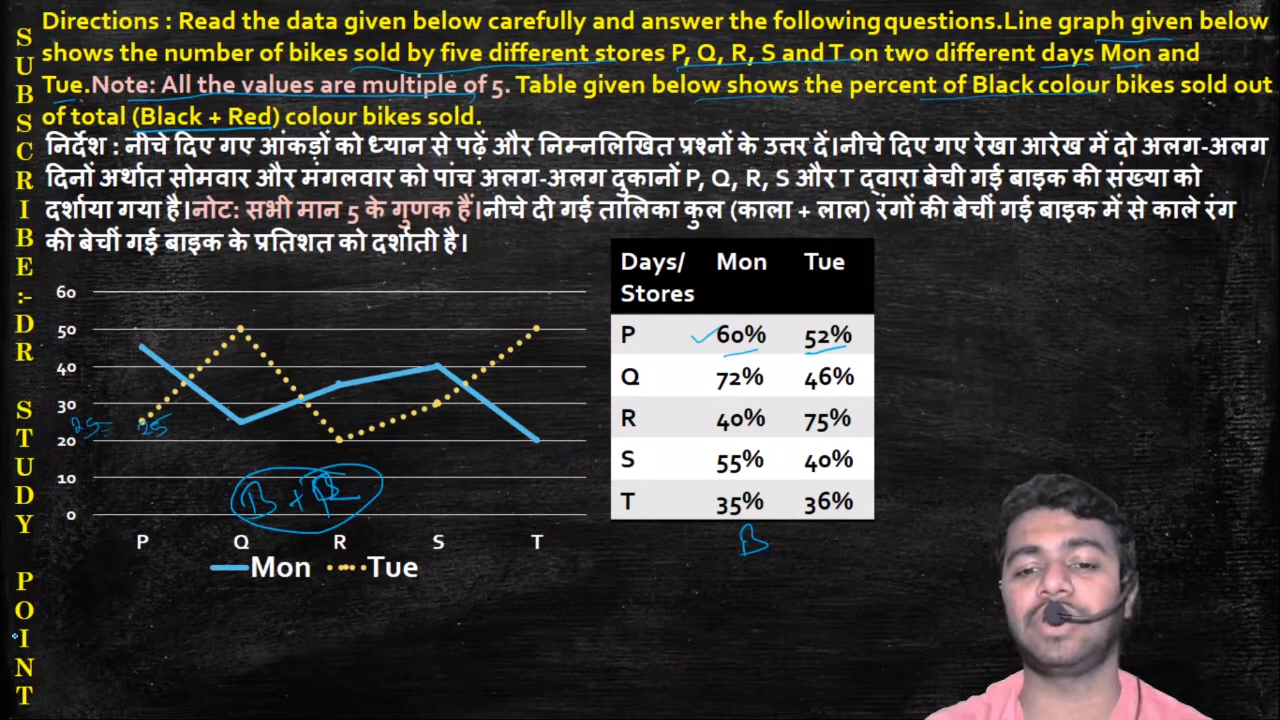 Directions : Read the data given below carefully and answer the following questions.Line graph given below
shows the number of bikes sold by five different stores P, Q, R, S and T on two different days Mon and
Tue.Note: All the values are multiple of 5. Table given below shows the percent of Black colour bikes sold out
of total (Black + Red) colour bikes sold.
निर्देश : नीचे दिए गए आंकड़ों को ध्यान से पढ़ें और निम्नलिखित प्रश्नों के उत्तर दें।नीचे दिए गए रेखा आरेख में दो अलग-अलग
दिनों अर्थात सोमवार और मंगलवार को पांच अलग-अलग दुकानों P, Q, R, S और T द्वारा बेची गई बाइक की संख्या को
दर्शाया गया है।नोट: सभी मान 5 के गुणक हैं।नीचे दी गई तालिका कुल (काला + लाल) रंगों की बेचीं गई बाइक में से काले रंग
की बेचीं गई बाइक के प्रतिशत को दर्शाती है।
60
50
40
30
20
10
0
25= 25
B + R
P Q R S T
Mon Tue
Days/ Stores Mon Tue
P 60% 52%
Q 72% 46%
R 40% 75%
S 55% 40%
T 35% 36%
B
SUBSCRIBE :- DR STUDY POINT